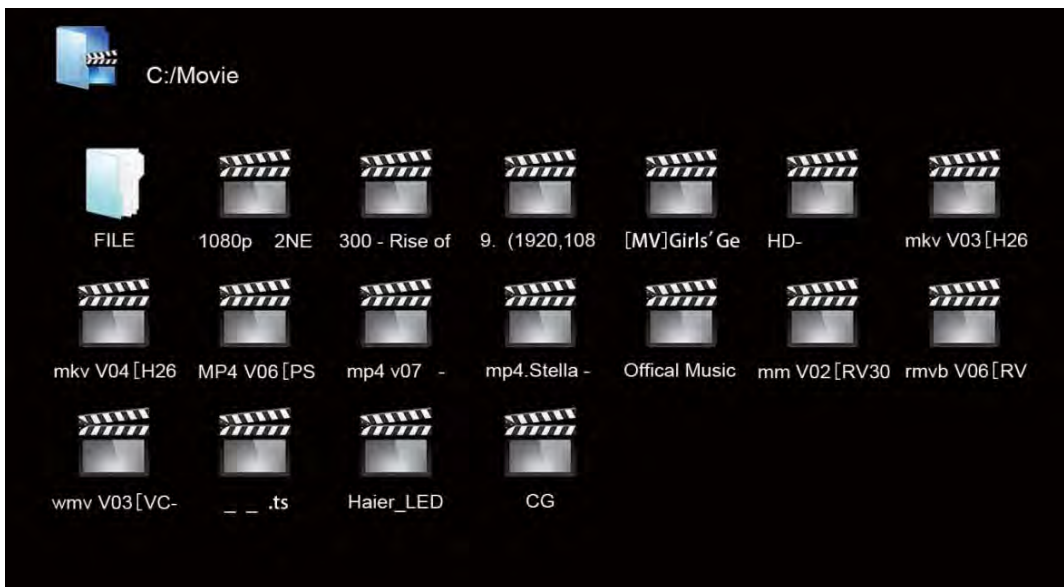 C:/Movie
FILE
1080p 2NE
300 - Rise of
9. (1920,108
[MV]Girls´Ge
HD-
mkv V03[H26
mkv V04[H26
MP4 V06[PS
mp4 v07 -
mp4.Stella -
Offical Music
mm V02[RV30
rmvb V06[RV
wmv V03[VC-
_ _ .ts
Haier_LED
CG